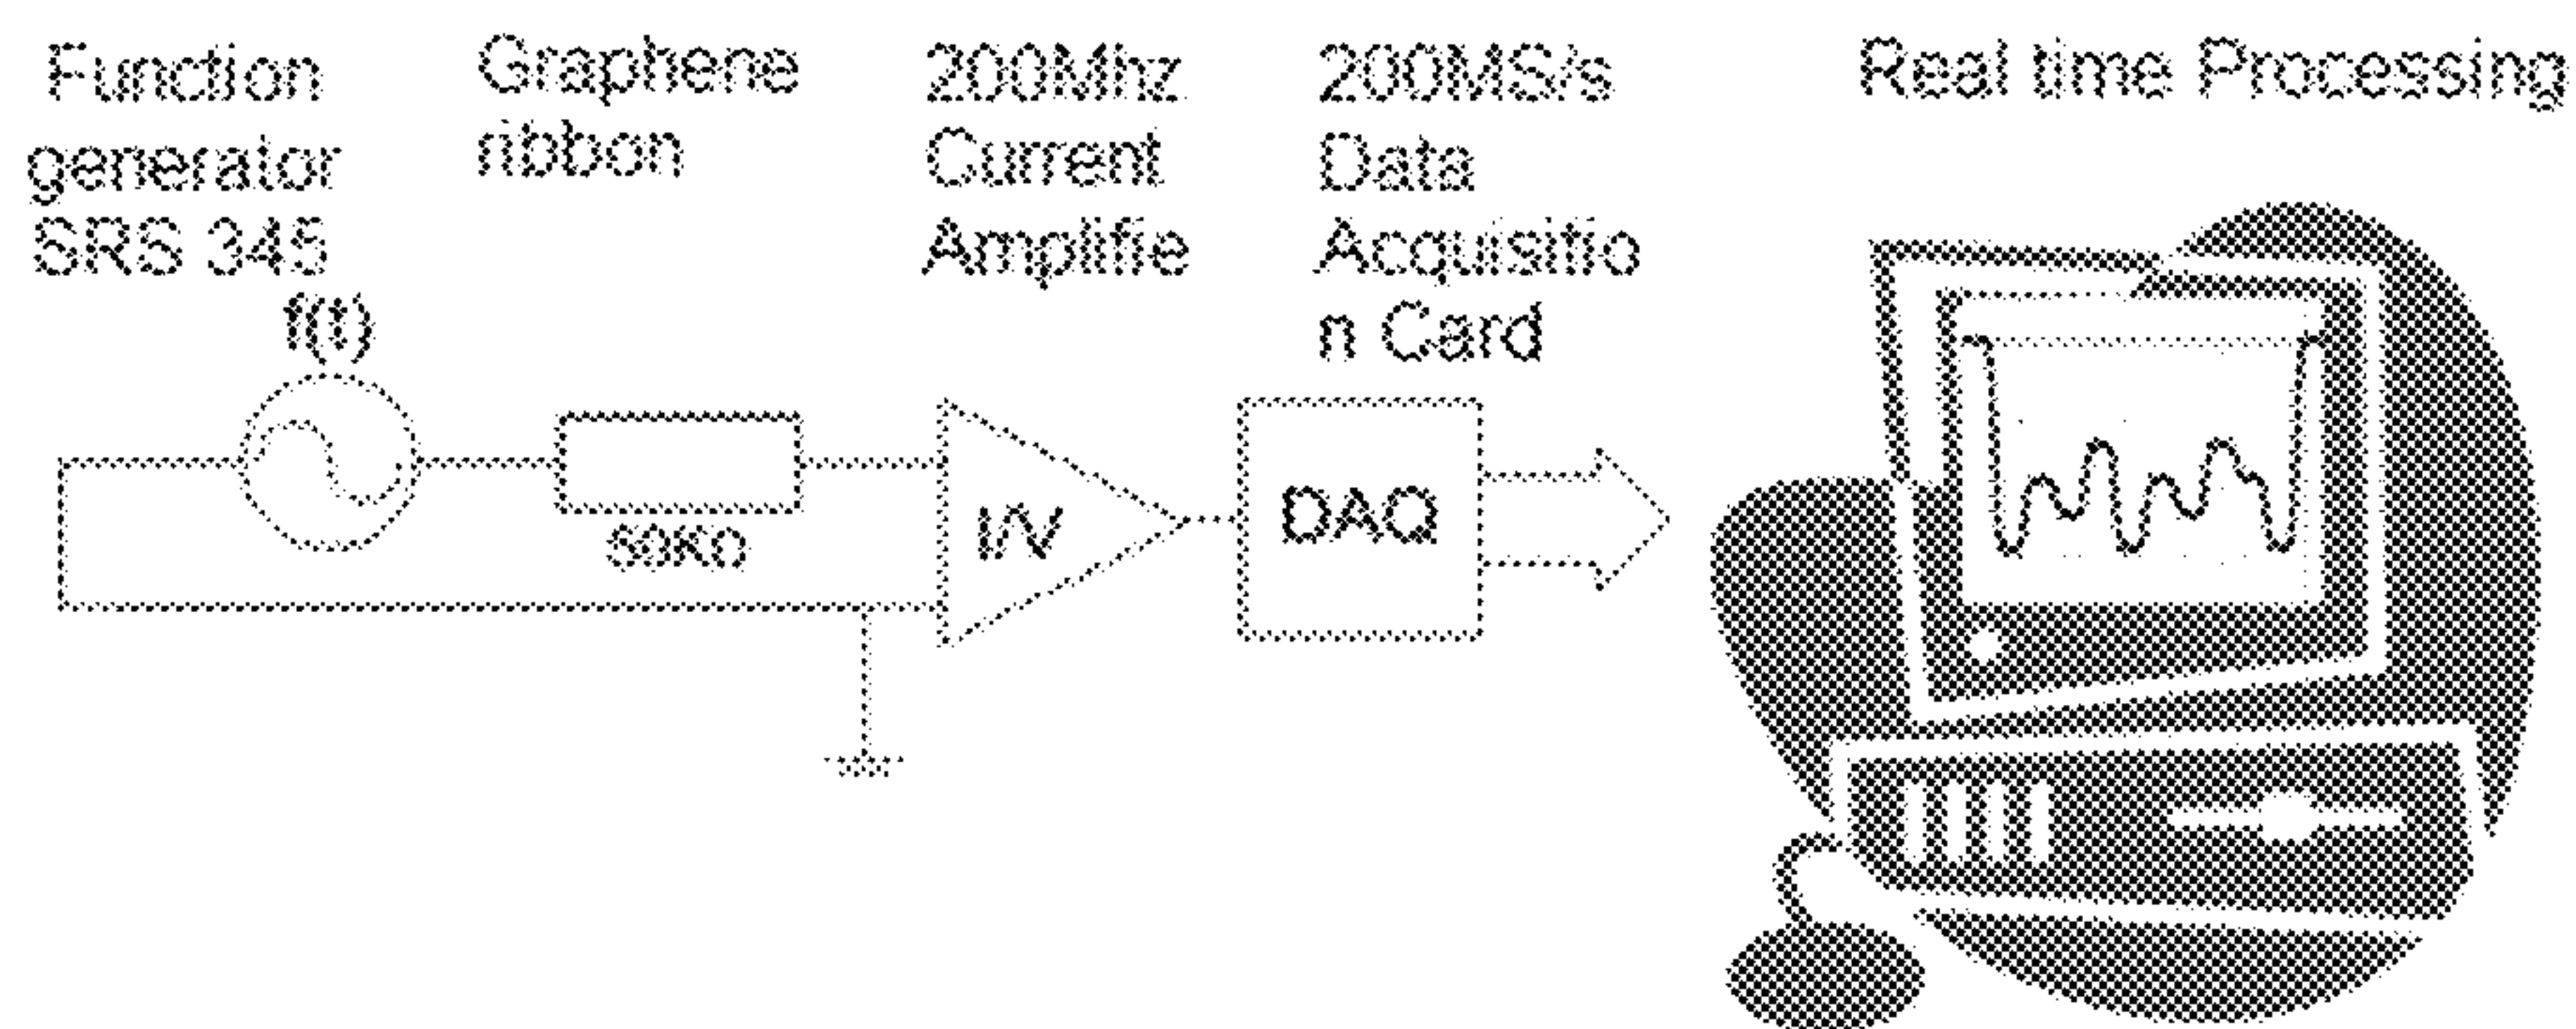 Function
generator
SRS 345
f(t)
Graphene
ribbon
200Mhz
Current
Amplifie
200MS/s
Data
Acquisitio
n Card
Real time Processing
I/V
DAQ